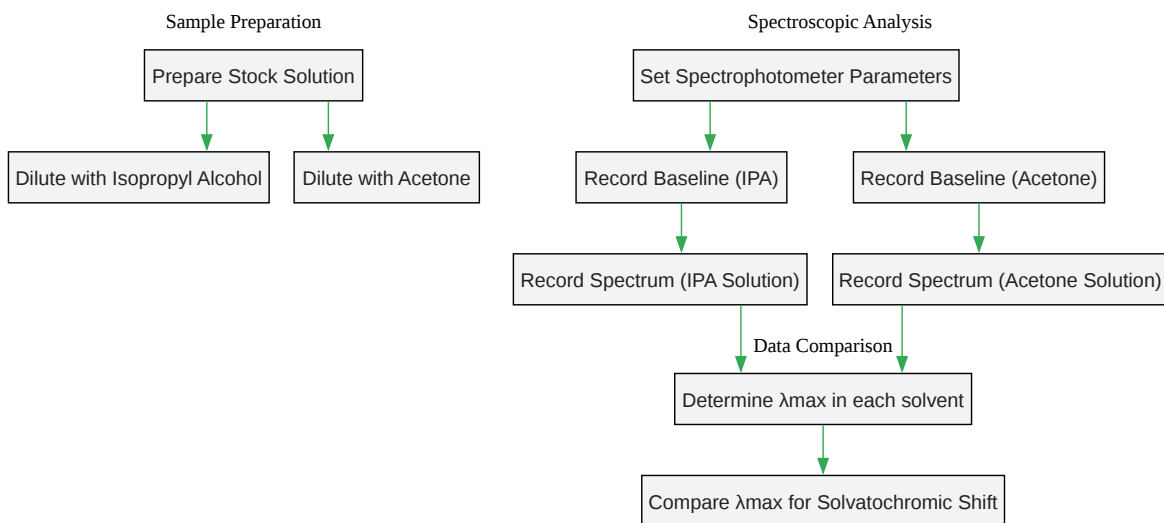 Sample Preparation
Prepare Stock Solution
Dilute with Isopropyl Alcohol
Dilute with Acetone
Spectroscopic Analysis
Set Spectrophotometer Parameters
Record Baseline (IPA)
Record Baseline (Acetone)
Record Spectrum (IPA Solution)
Record Spectrum (Acetone Solution)
Data Comparison
Determine λmax in each solvent
Compare λmax for Solvatochromic Shift